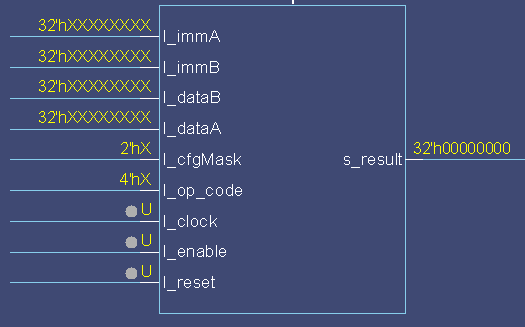 32'hXXXXXXXX
I_immA
32'hXXXXXXXX
I_immB
32'hXXXXXXXX
I_dataB
32'hXXXXXXXX
I_dataA
2'hX
I_cfgMask
s_result
32'h00000000
4'hX
I_op_code
U
I_clock
U
I_enable
U
I_reset